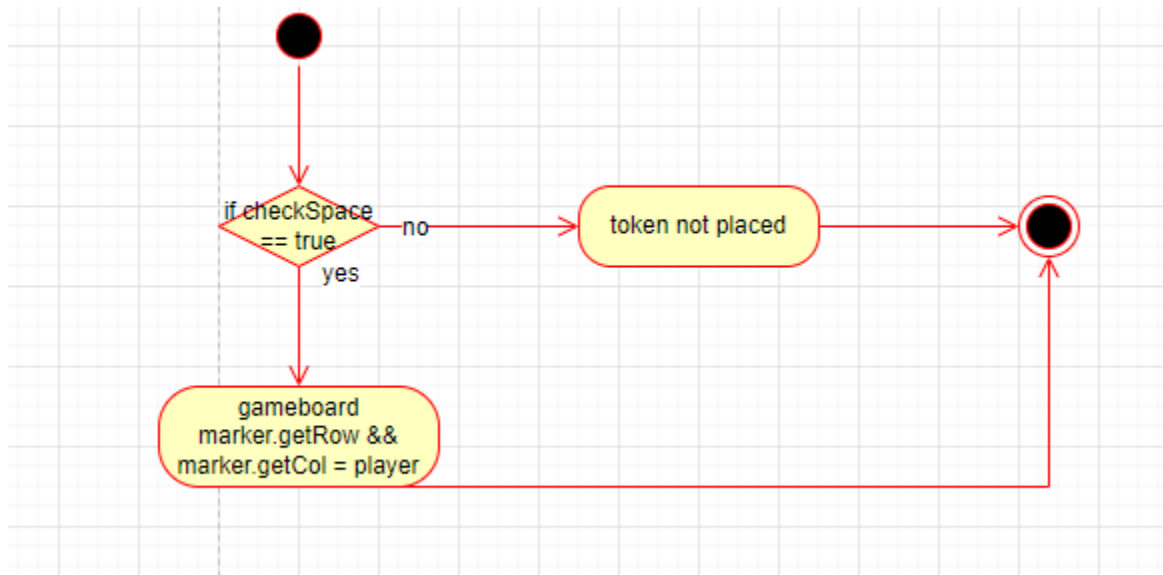 if checkSpace
== true
no
token not placed
yes
gameboard
marker.getRow &&
marker.getCol = player